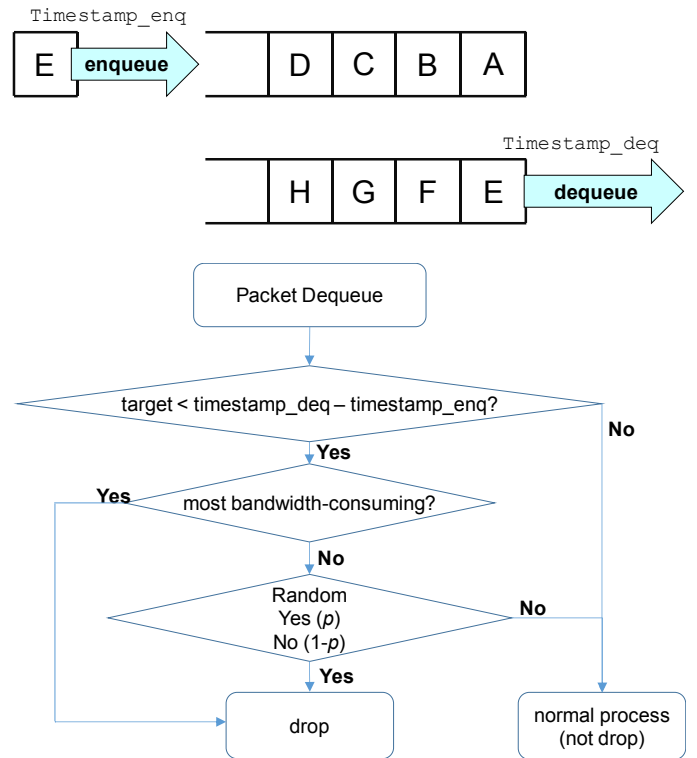 Timestamp_enq
E enqueue D C B A
Timestamp_deq
H G F E dequeue
Packet Dequeue
target < timestamp_deq – timestamp_enq?
No
Yes
Yes most bandwidth-consuming?
No
Random
Yes (p)
No (1-p)
No
Yes
drop
normal process
(not drop)